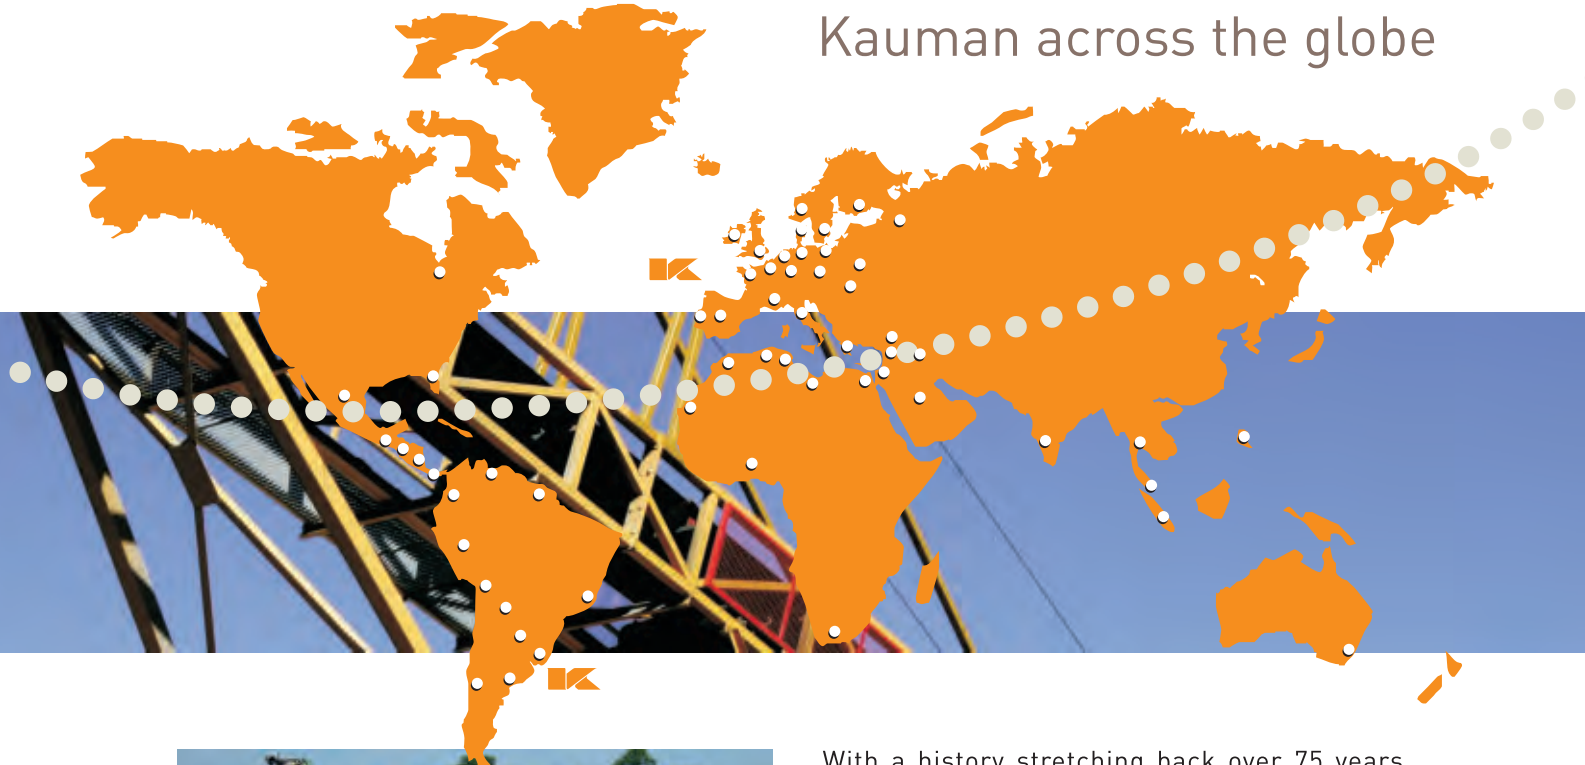 Kauman across the globe
With a history stretching back over 75 years